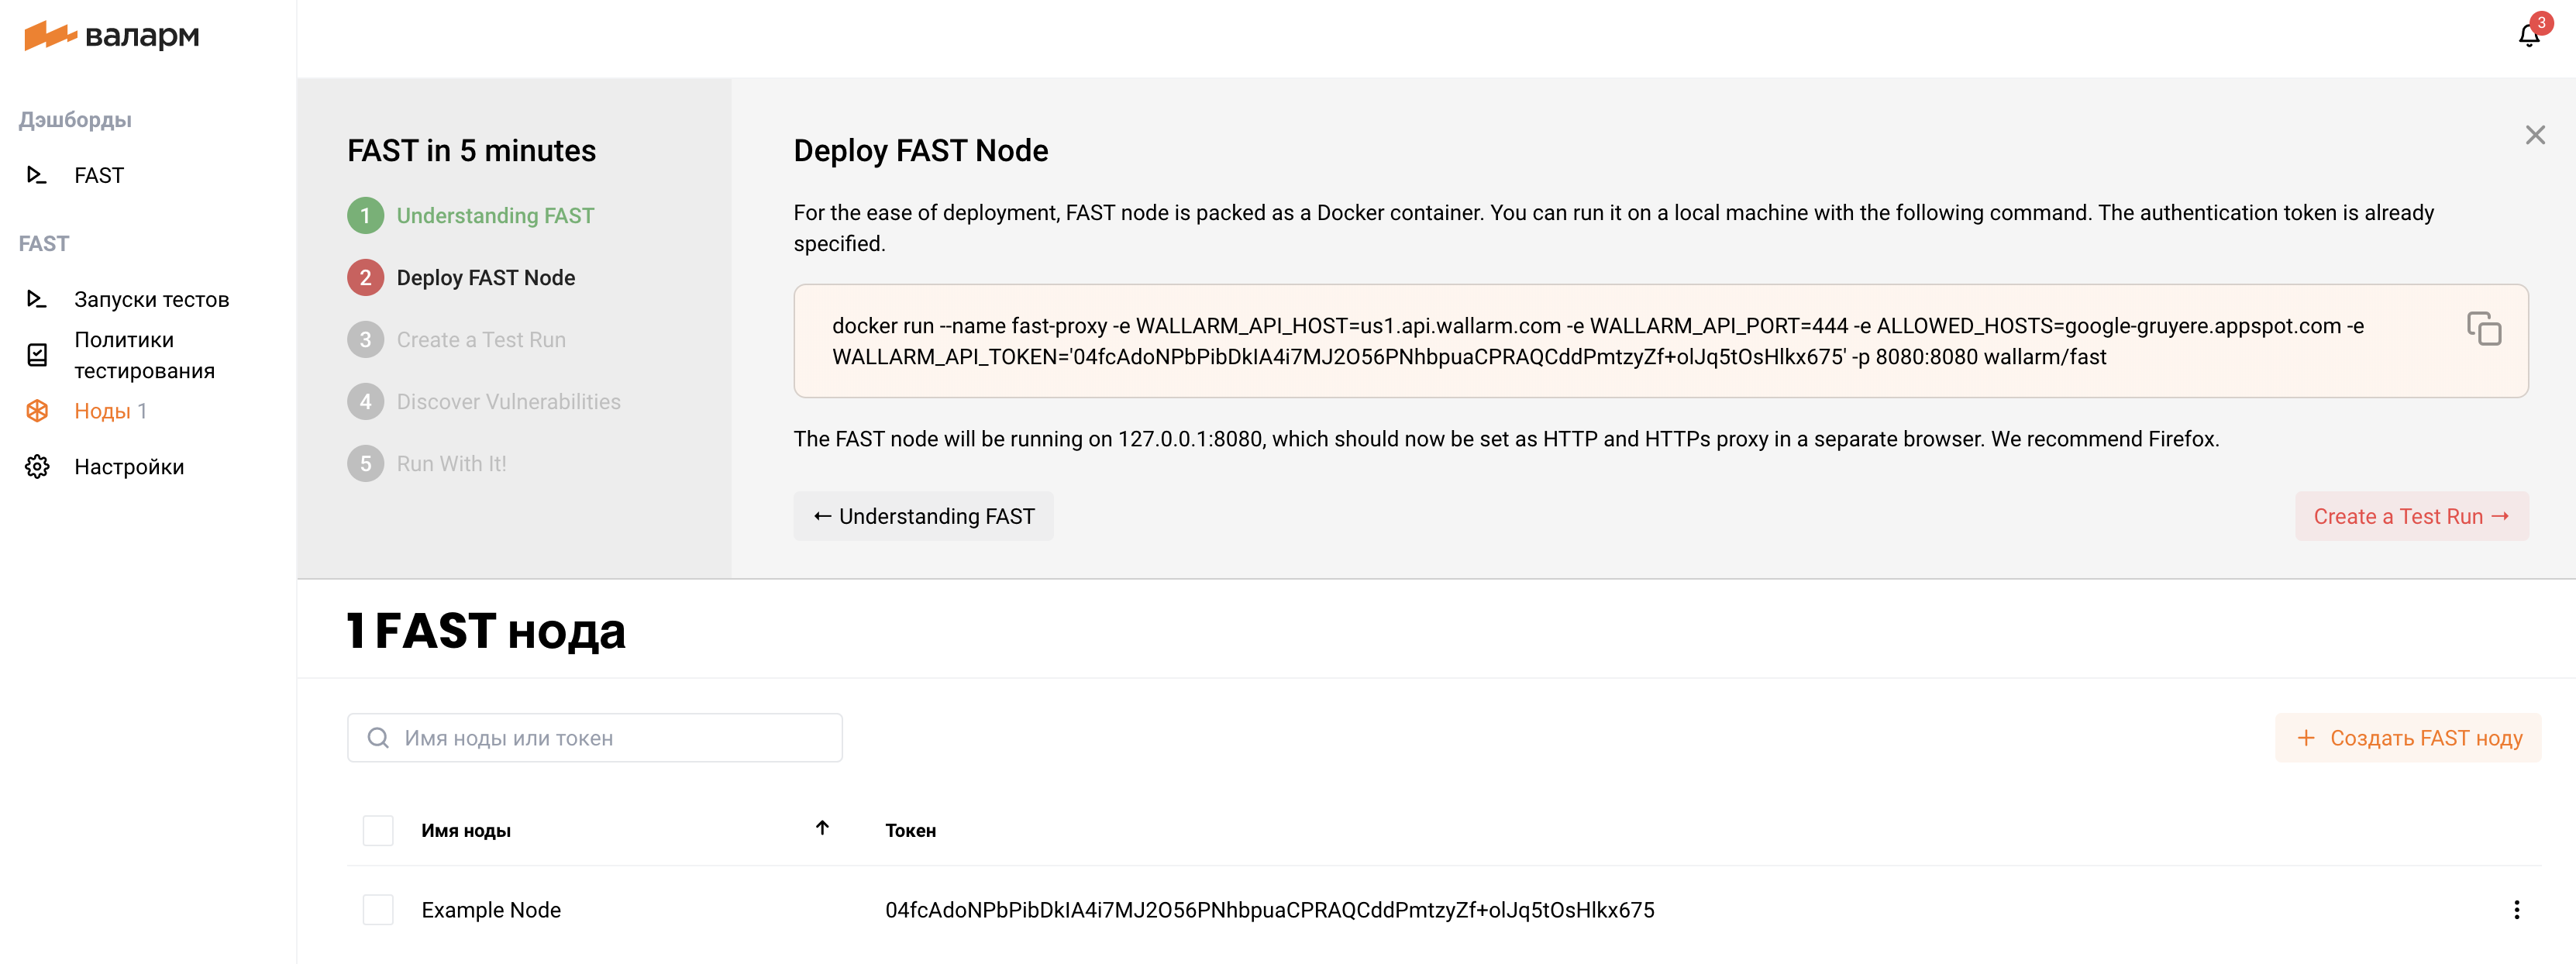 валарм
3
Дэшборды
FAST
FAST
Запуски тестов
Политики
тестирования
Ноды 1
Настройки
FAST in 5 minutes
1 Understanding FAST
2 Deploy FAST Node
3 Create a Test Run
4 Discover Vulnerabilities
5 Run With It!
Deploy FAST Node
For the ease of deployment, FAST node is packed as a Docker container. You can run it on a local machine with the following command. The authentication token is already
specified.
docker run --name fast-proxy -e WALLARM_API_HOST=us1.api.wallarm.com -e WALLARM_API_PORT=444 -e ALLOWED_HOSTS=google-gruyere.appspot.com -e
WALLARM_API_TOKEN='04fcAdoNPbPibDkIA4i7MJ2O56PNhbpuaCPRAQCddPmtzyZf+olJq5tOsHlkx675' -p 8080:8080 wallarm/fast
The FAST node will be running on 127.0.0.1:8080, which should now be set as HTTP and HTTPs proxy in a separate browser. We recommend Firefox.
← Understanding FAST
Create a Test Run →
1 FAST нода
Имя ноды или токен
+ Создать FAST ноду
Имя ноды ↑ Токен
Example Node 04fcAdoNPbPibDkIA4i7MJ2O56PNhbpuaCPRAQCddPmtzyZf+olJq5tOsHlkx675